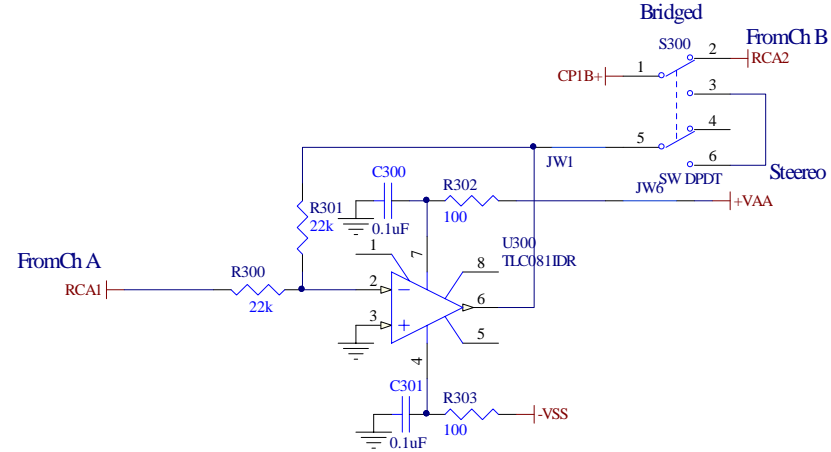 Bridged
S300
FromCh B
2
RCA2
1
CP1B+
3
4
5
6
JW1
SW DPDT
Steereo
JW6
+VAA
C300
0.1uF
R302
100
R301
22k
1
7
U300
TLC081IDR
8
FromCh A
RCA1
R300
22k
2
3
6
5
4
C301
0.1uF
R303
100
-VSS